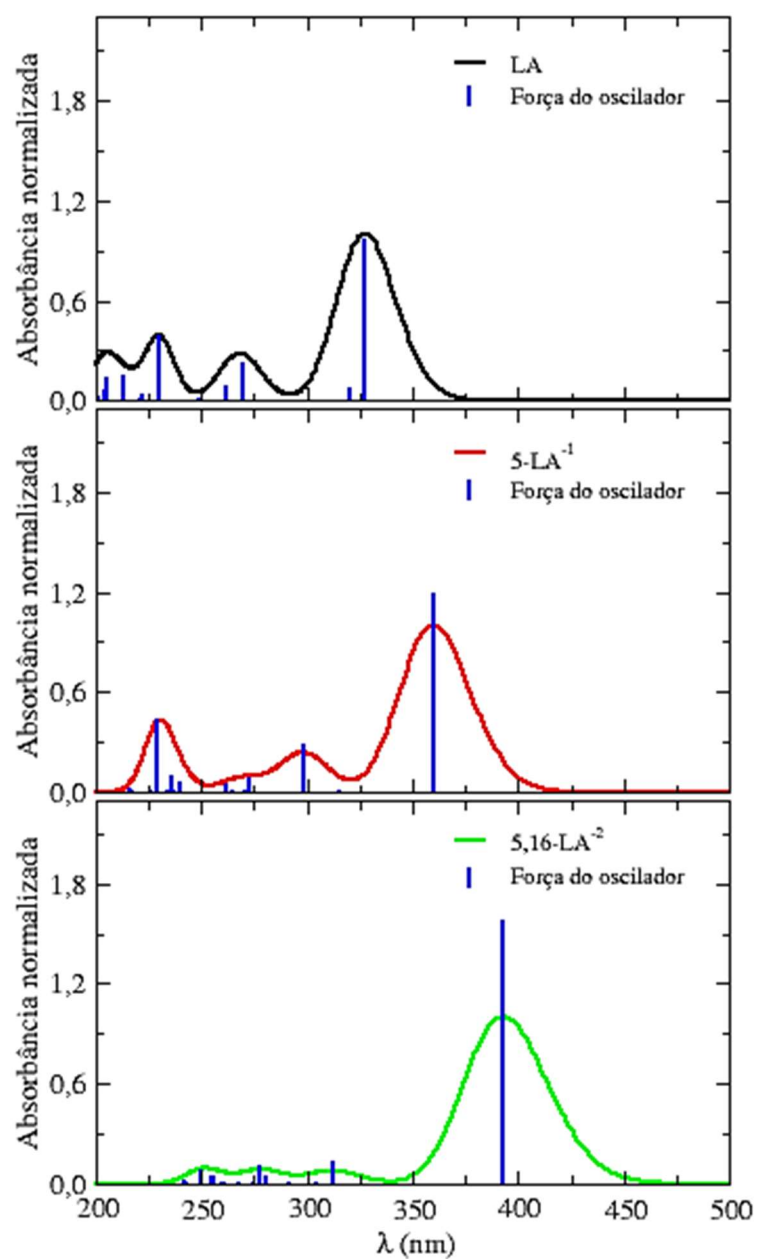 Absorbância normalizada
1,8
1,2
0,6
0,0
LA
Força do oscilador
Absorbância normalizada
1,8
1,2
0,6
0,0
5-LA⁻¹
Força do oscilador
Absorbância normalizada
1,8
1,2
0,6
0,0
5,16-LA⁻²
Força do oscilador
200 250 300 350 400 450 500
λ (nm)